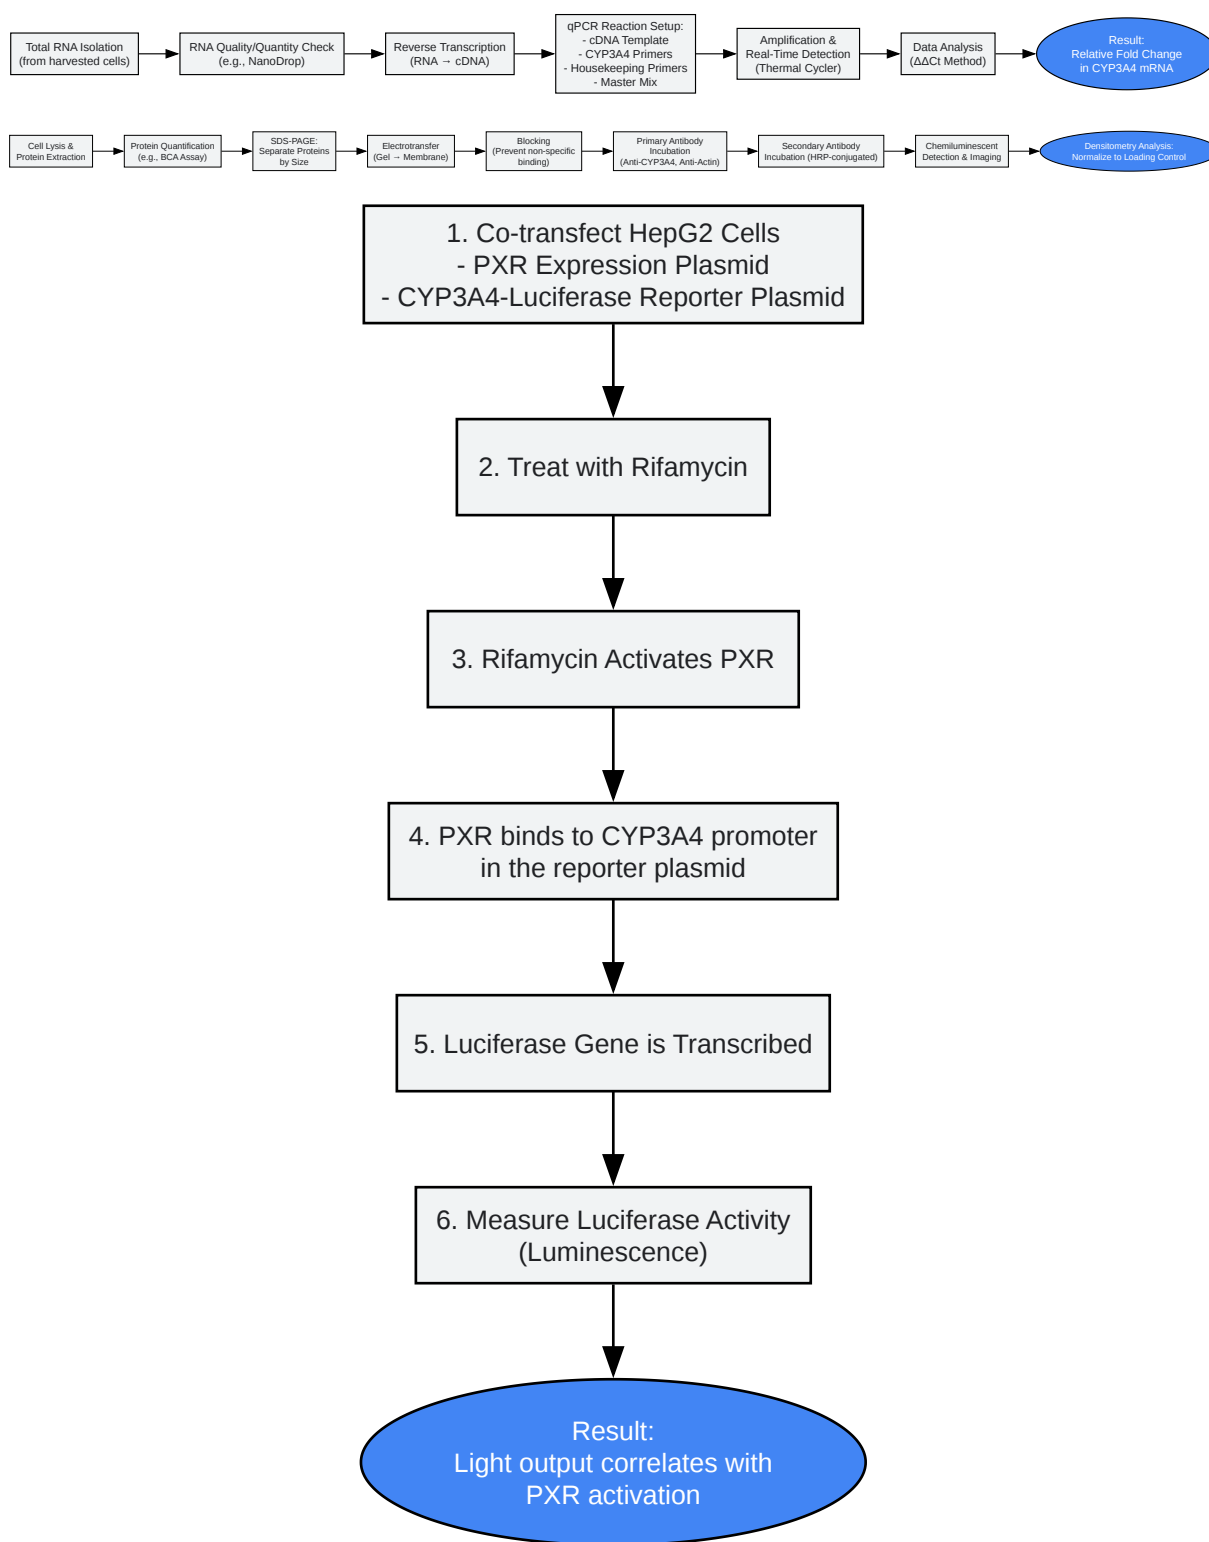 Total RNA Isolation
(from harvested cells)
RNA Quality/Quantity Check
(e.g., NanoDrop)
Reverse Transcription
(RNA → cDNA)
qPCR Reaction Setup:
- cDNA Template
- CYP3A4 Primers
- Housekeeping Primers
- Master Mix
Amplification &
Real-Time Detection
(Thermal Cycler)
Data Analysis
(ΔΔCt Method)
Result:
Relative Fold Change
in CYP3A4 mRNA
Cell Lysis &
Protein Extraction
Protein Quantification
(e.g., BCA Assay)
SDS-PAGE:
Separate Proteins
by Size
Electrotransfer
(Gel → Membrane)
Blocking
(Prevent non-specific
binding)
Primary Antibody
Incubation
(Anti-CYP3A4, Anti-Actin)
Secondary Antibody
Incubation (HRP-conjugated)
Chemiluminescent
Detection & Imaging
Densitometry Analysis:
Normalize to Loading Control
1. Co-transfect HepG2 Cells
- PXR Expression Plasmid
- CYP3A4-Luciferase Reporter Plasmid
2. Treat with Rifamycin
3. Rifamycin Activates PXR
4. PXR binds to CYP3A4 promoter
in the reporter plasmid
5. Luciferase Gene is Transcribed
6. Measure Luciferase Activity
(Luminescence)
Result:
Light output correlates with
PXR activation